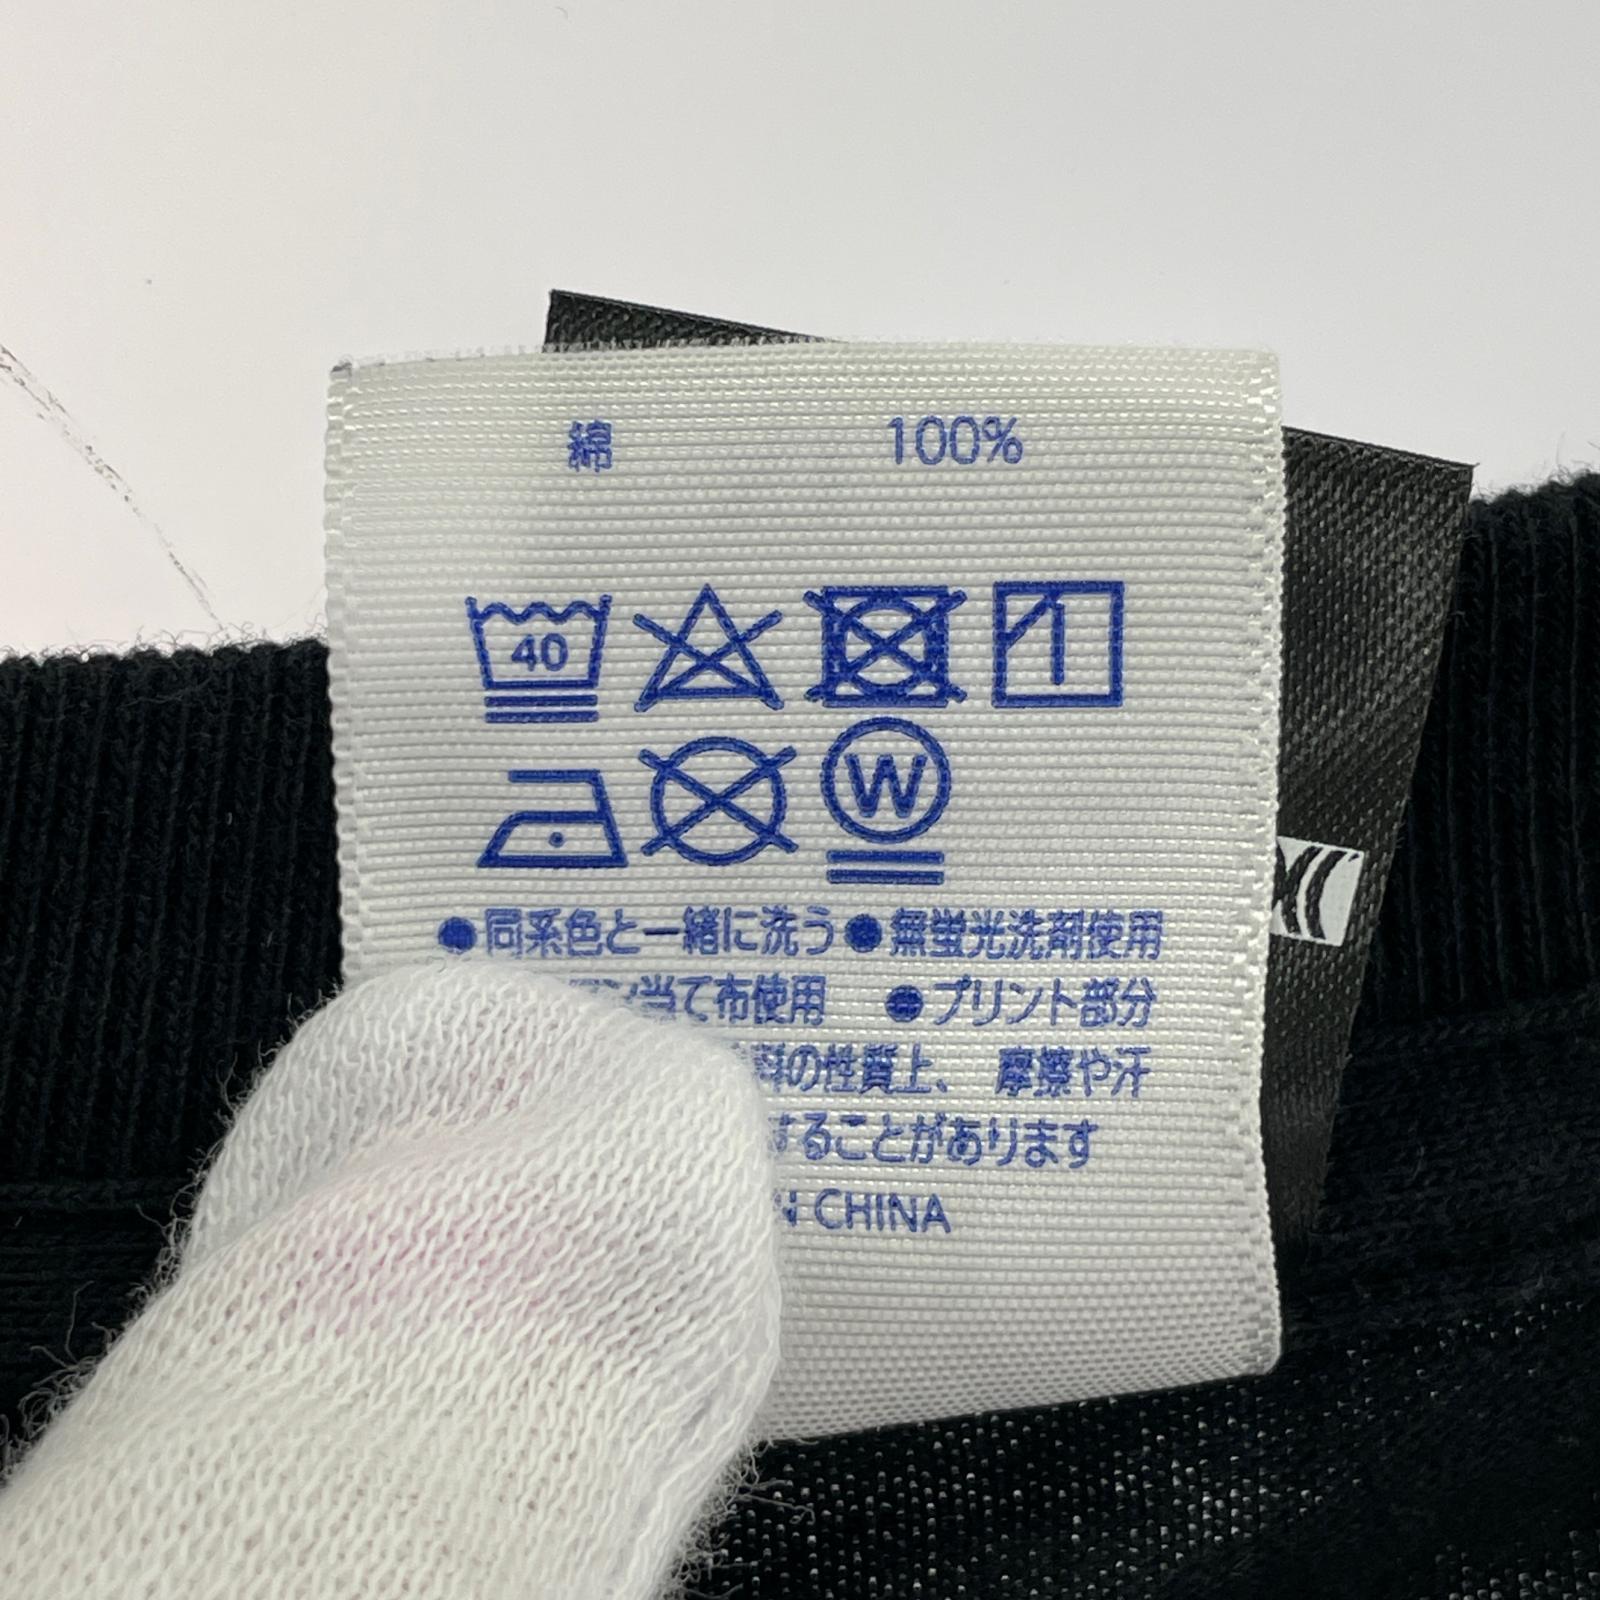 綿 100%
40
W
●同系色と一緒に洗う ●無蛍光洗剤使用
当て布使用 ●プリント部分
の性質上、摩擦や汗
することがあります
CHINA